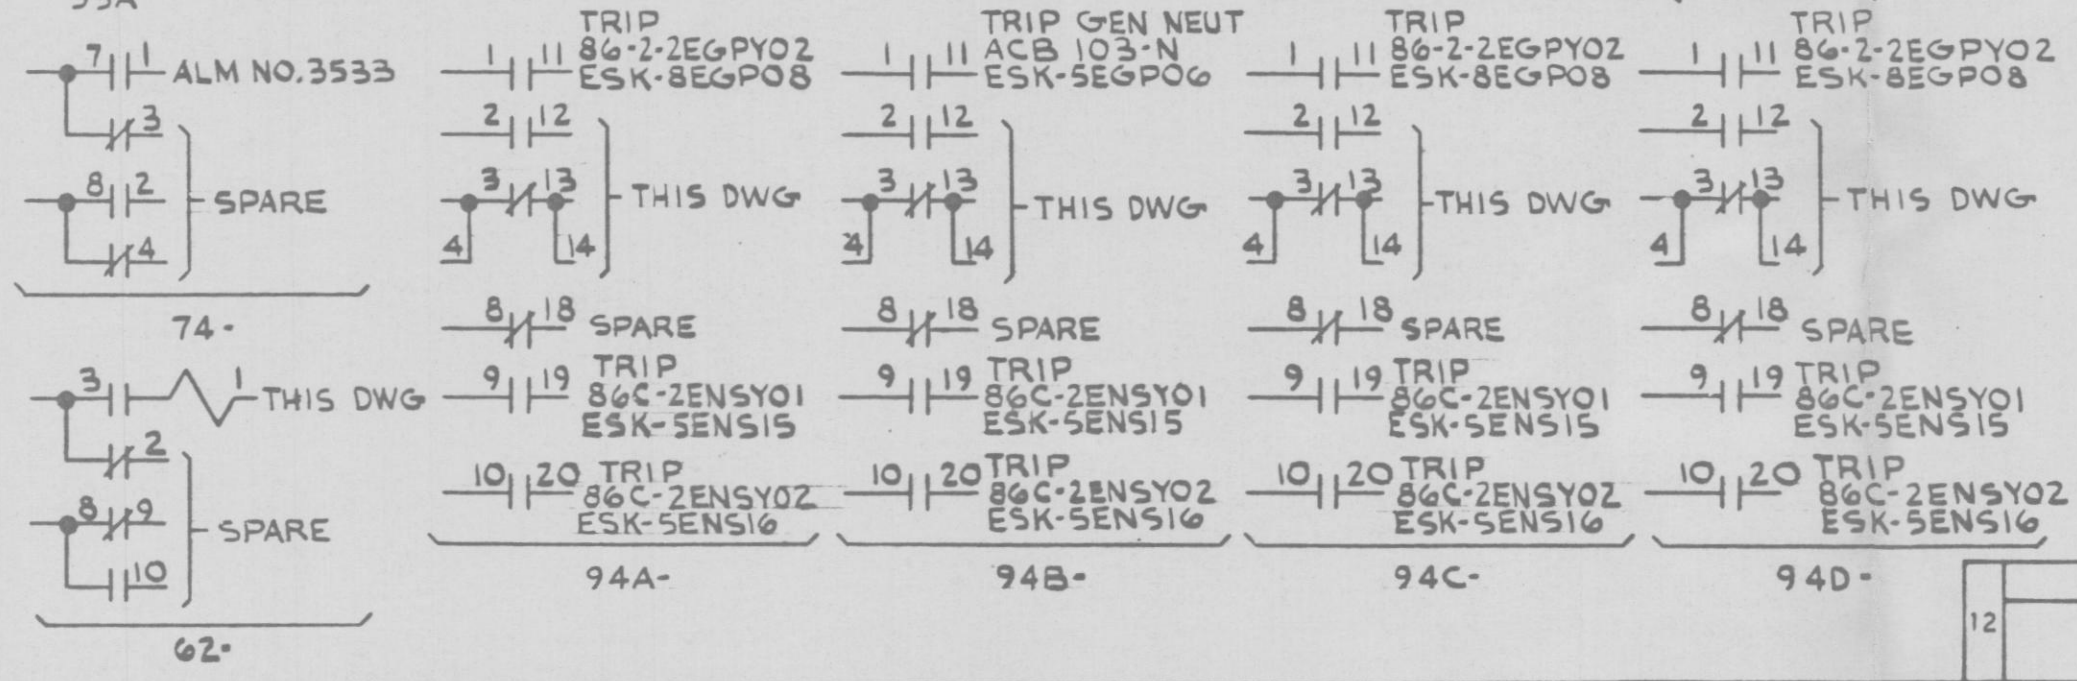 7 1 ALM NO.3533
3
8 2 SPARE
4
74-
3 1 THIS DWG
2
8 9 SPARE
10
62-
TRIP
1 11 86-2-2EGPY02
ESK-8EGP08
2 12
3 13 THIS DWG
4 14
8 18 SPARE
TRIP
9 19 86C-2ENSY01
ESK-5ENS15
10 20 TRIP
86C-2ENSY02
ESK-5ENS16
94A-
TRIP GEN NEUT
1 11 ACB 103-N
ESK-5EGP06
2 12
3 13 THIS DWG
4 14
8 18 SPARE
TRIP
9 19 86C-2ENSY01
ESK-5ENS15
10 20 TRIP
86C-2ENSY02
ESK-5ENS16
94B-
TRIP
1 11 86-2-2EGPY02
ESK-8EGP08
2 12
3 13 THIS DWG
4 14
8 18 SPARE
TRIP
9 19 86C-2ENSY01
ESK-5ENS15
10 20 TRIP
86C-2ENSY02
ESK-5ENS16
94C-
TRIP
1 11 86-2-2EGPY02
ESK-8EGP08
2 12
3 13 THIS DWG
4 14
8 18 SPARE
TRIP
9 19 86C-2ENSY01
ESK-5ENS15
10 20 TRIP
86C-2ENSY02
ESK-5ENS16
94D-
12